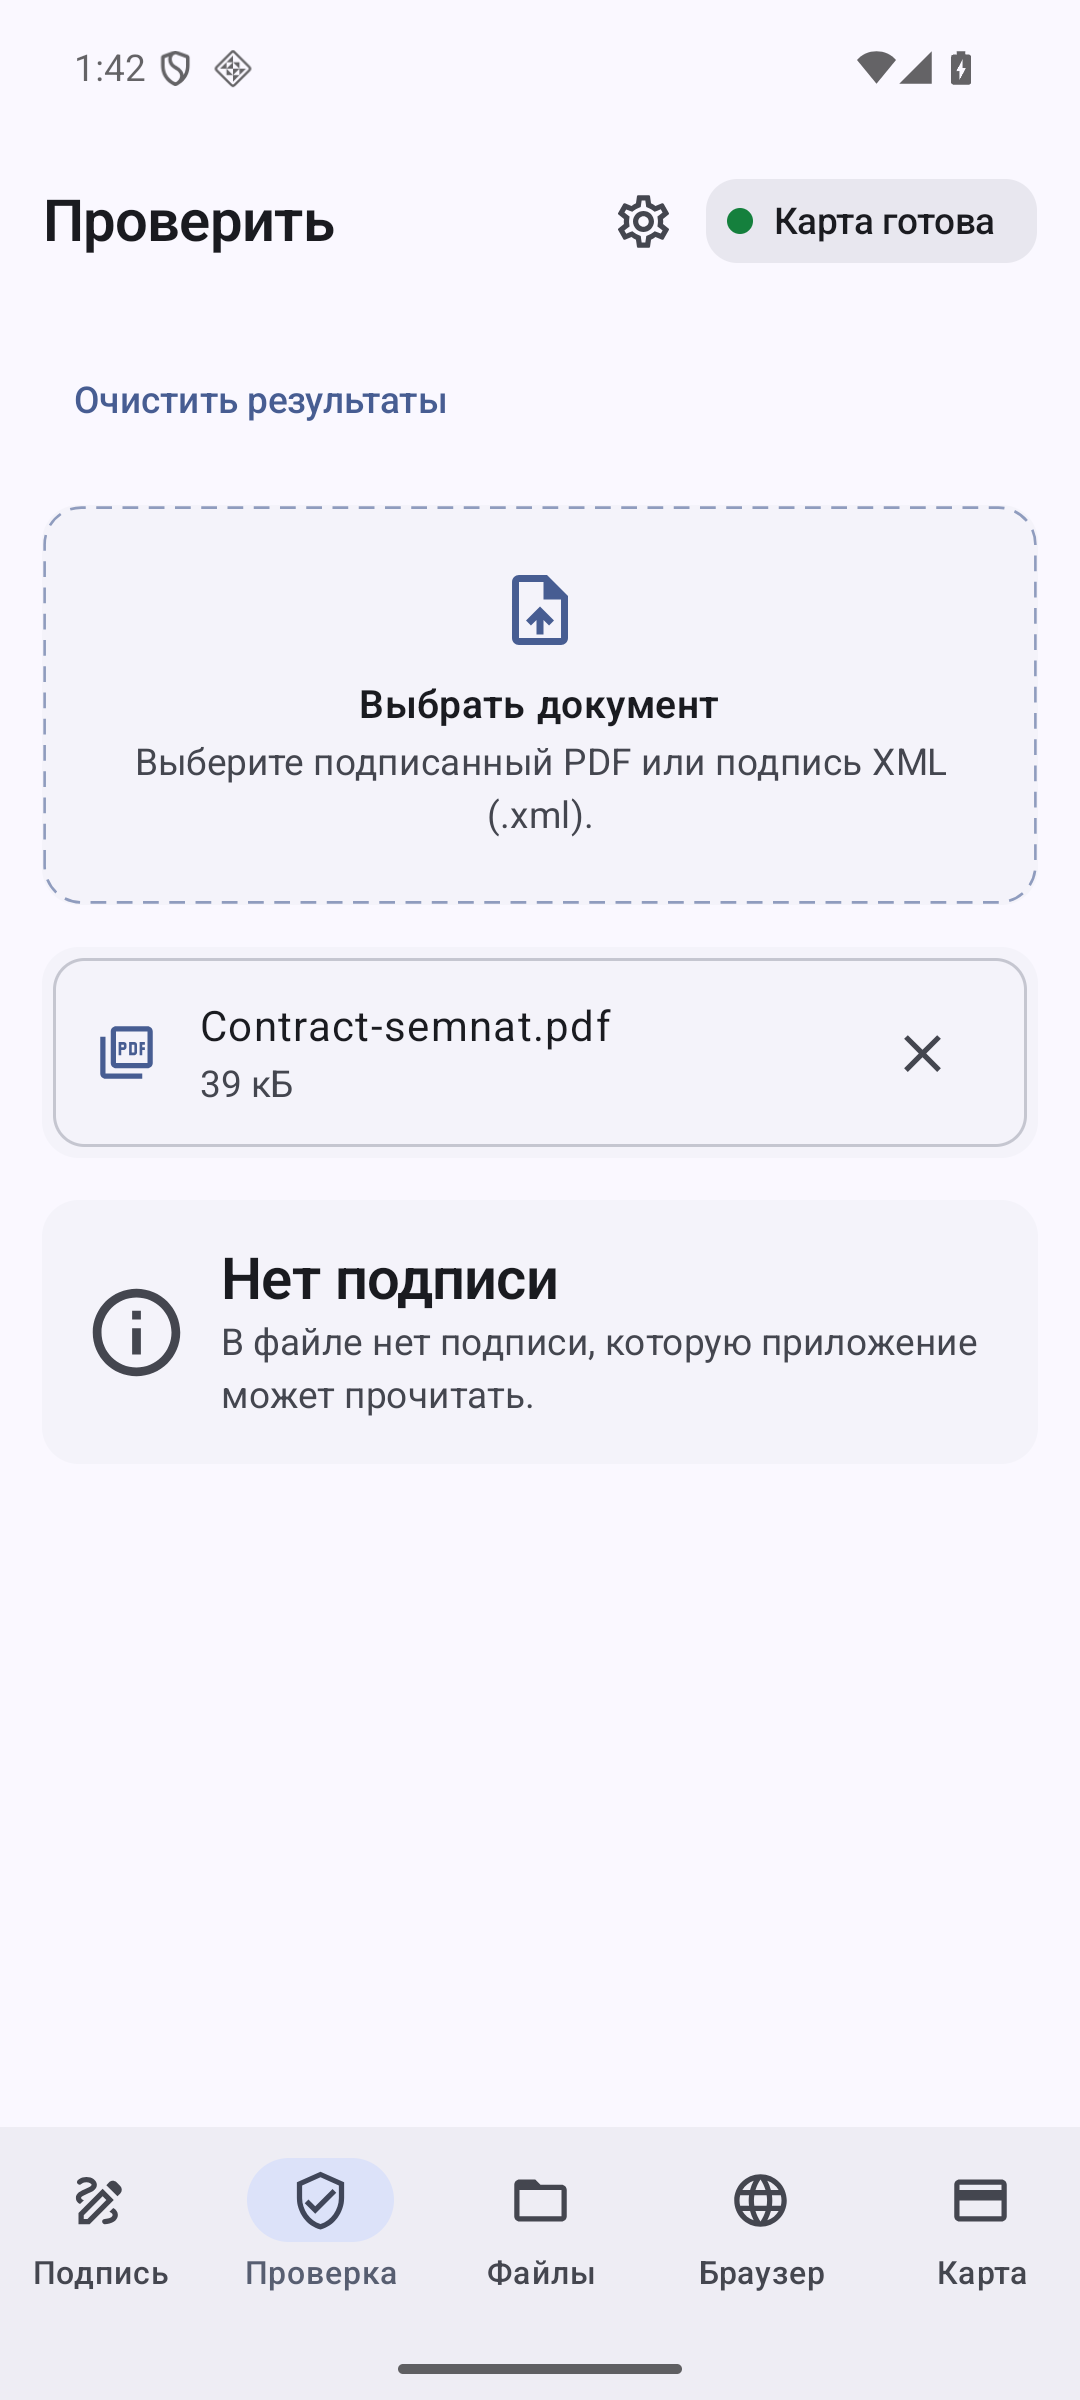 1:42
Проверить
Карта готова
Очистить результаты
Выбрать документ
Выберите подписанный PDF или подпись XML
(.xml).
PDF
Contract-semnat.pdf
39 кБ
Нет подписи
В файле нет подписи, которую приложение
может прочитать.
Подпись
Проверка
Файлы
Браузер
Карта